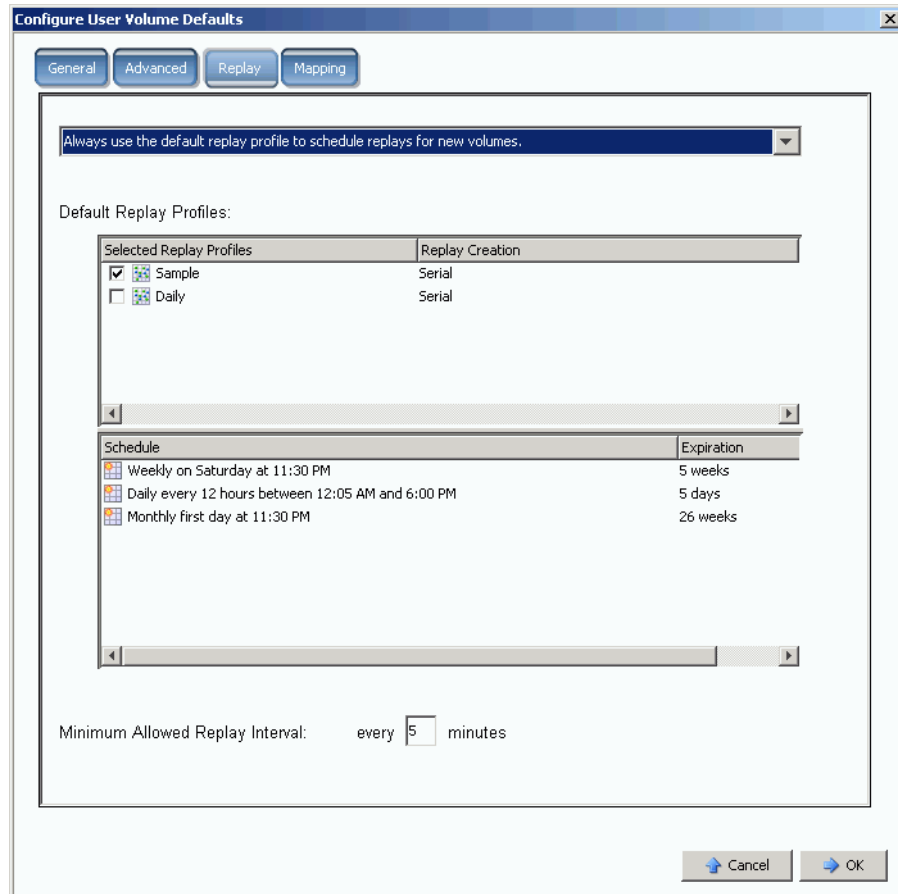 Configure User Volume Defaults
General Advanced Replay Mapping
Always use the default replay profile to schedule replays for new volumes.
Default Replay Profiles:
Selected Replay Profiles Replay Creation
Sample Serial
Daily Serial
Schedule Expiration
Weekly on Saturday at 11:30 PM 5 weeks
Daily every 12 hours between 12:05 AM and 6:00 PM 5 days
Monthly first day at 11:30 PM 26 weeks
Minimum Allowed Replay Interval: every 5 minutes
Cancel OK